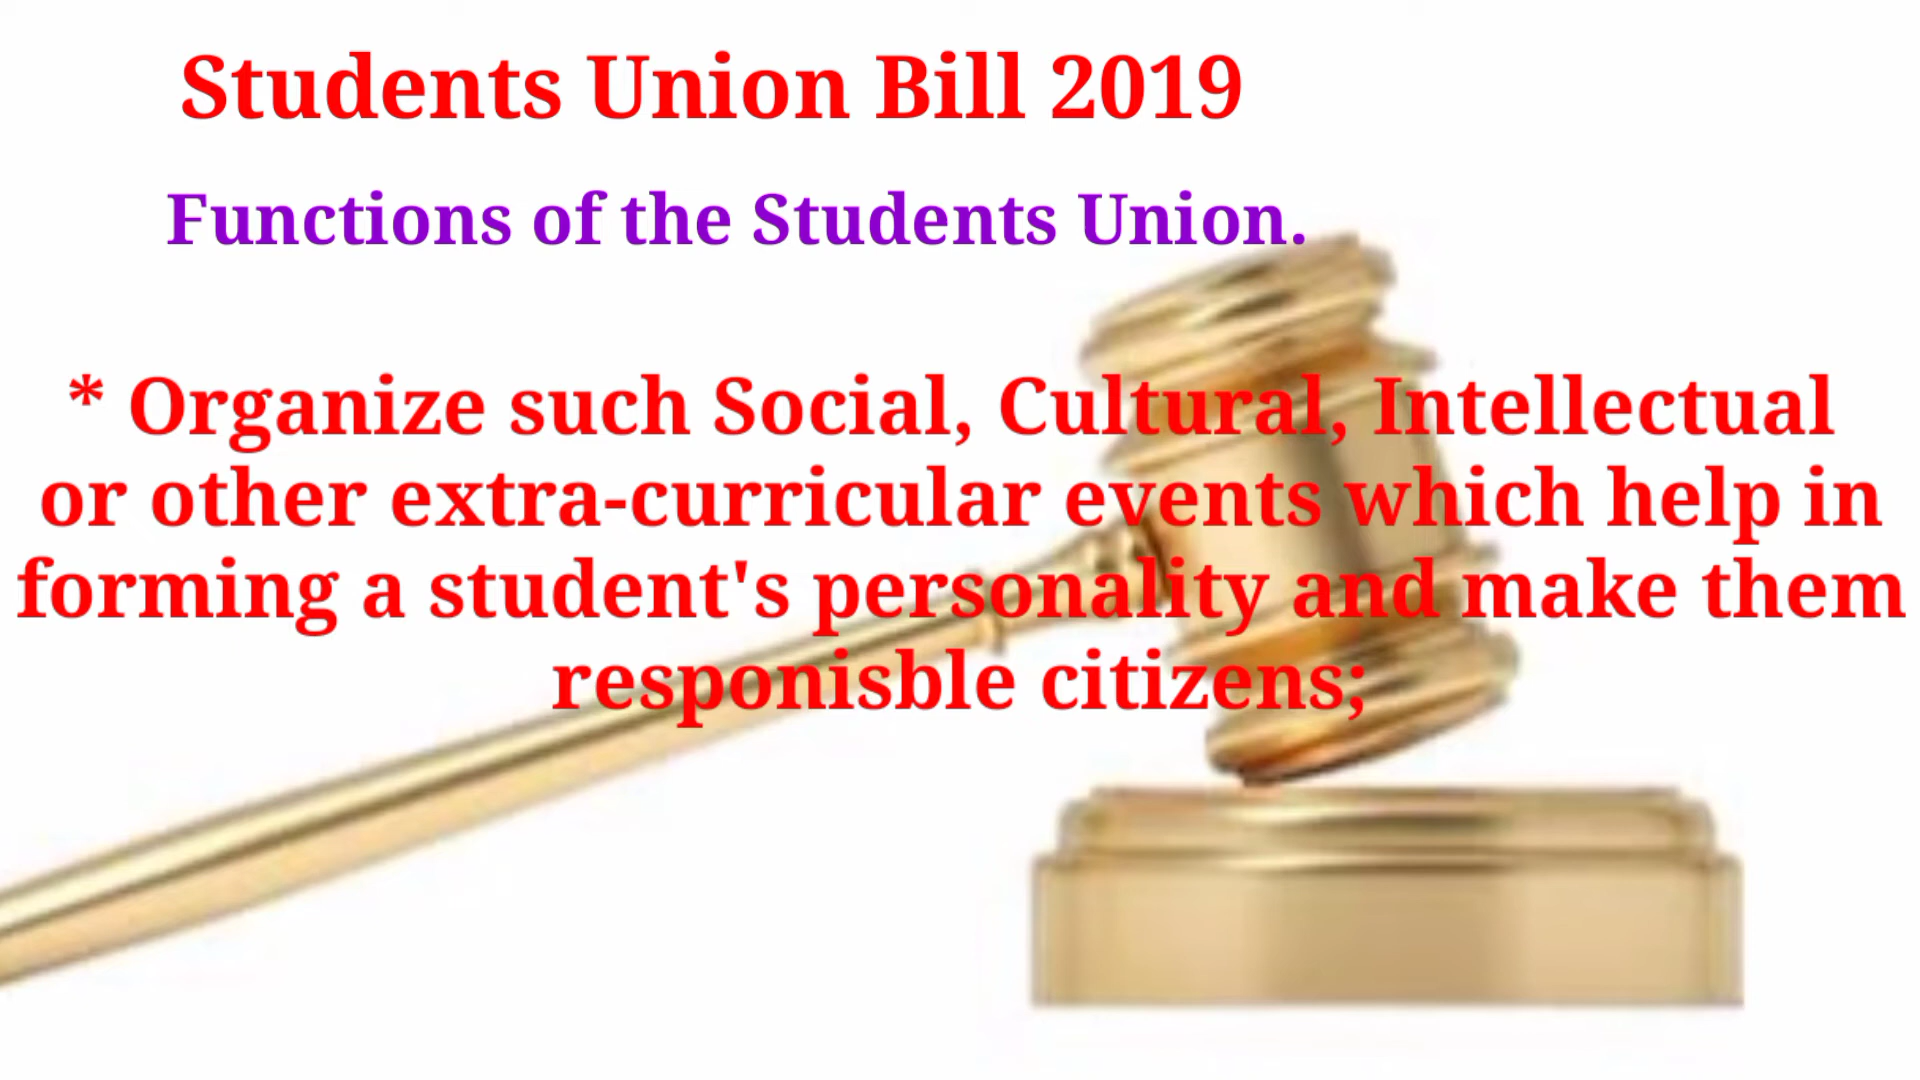 Students Union Bill 2019
Functions of the Students Union.
* Organize such Social, Cultural, Intellectual
or other extra-curricular events which help in
forming a student's personality and make them
responisble citizens;